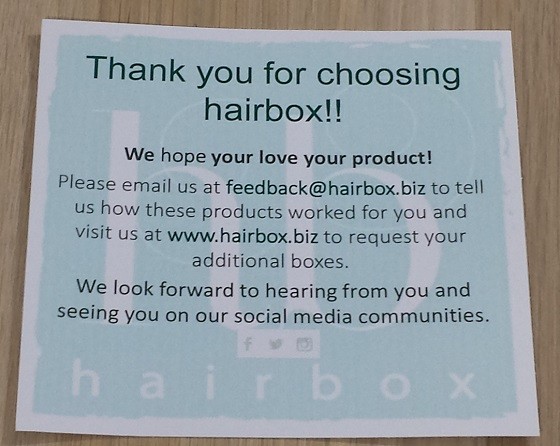 Thank you for choosing
hairbox!!
We hope your love your product!
Please email us at feedback@hairbox.biz to tell
us how these products worked for you and
visit us at www.hairbox.biz to request your
additional boxes.
We look forward to hearing from you and
seeing you on our social media communities.
hb
hairbox